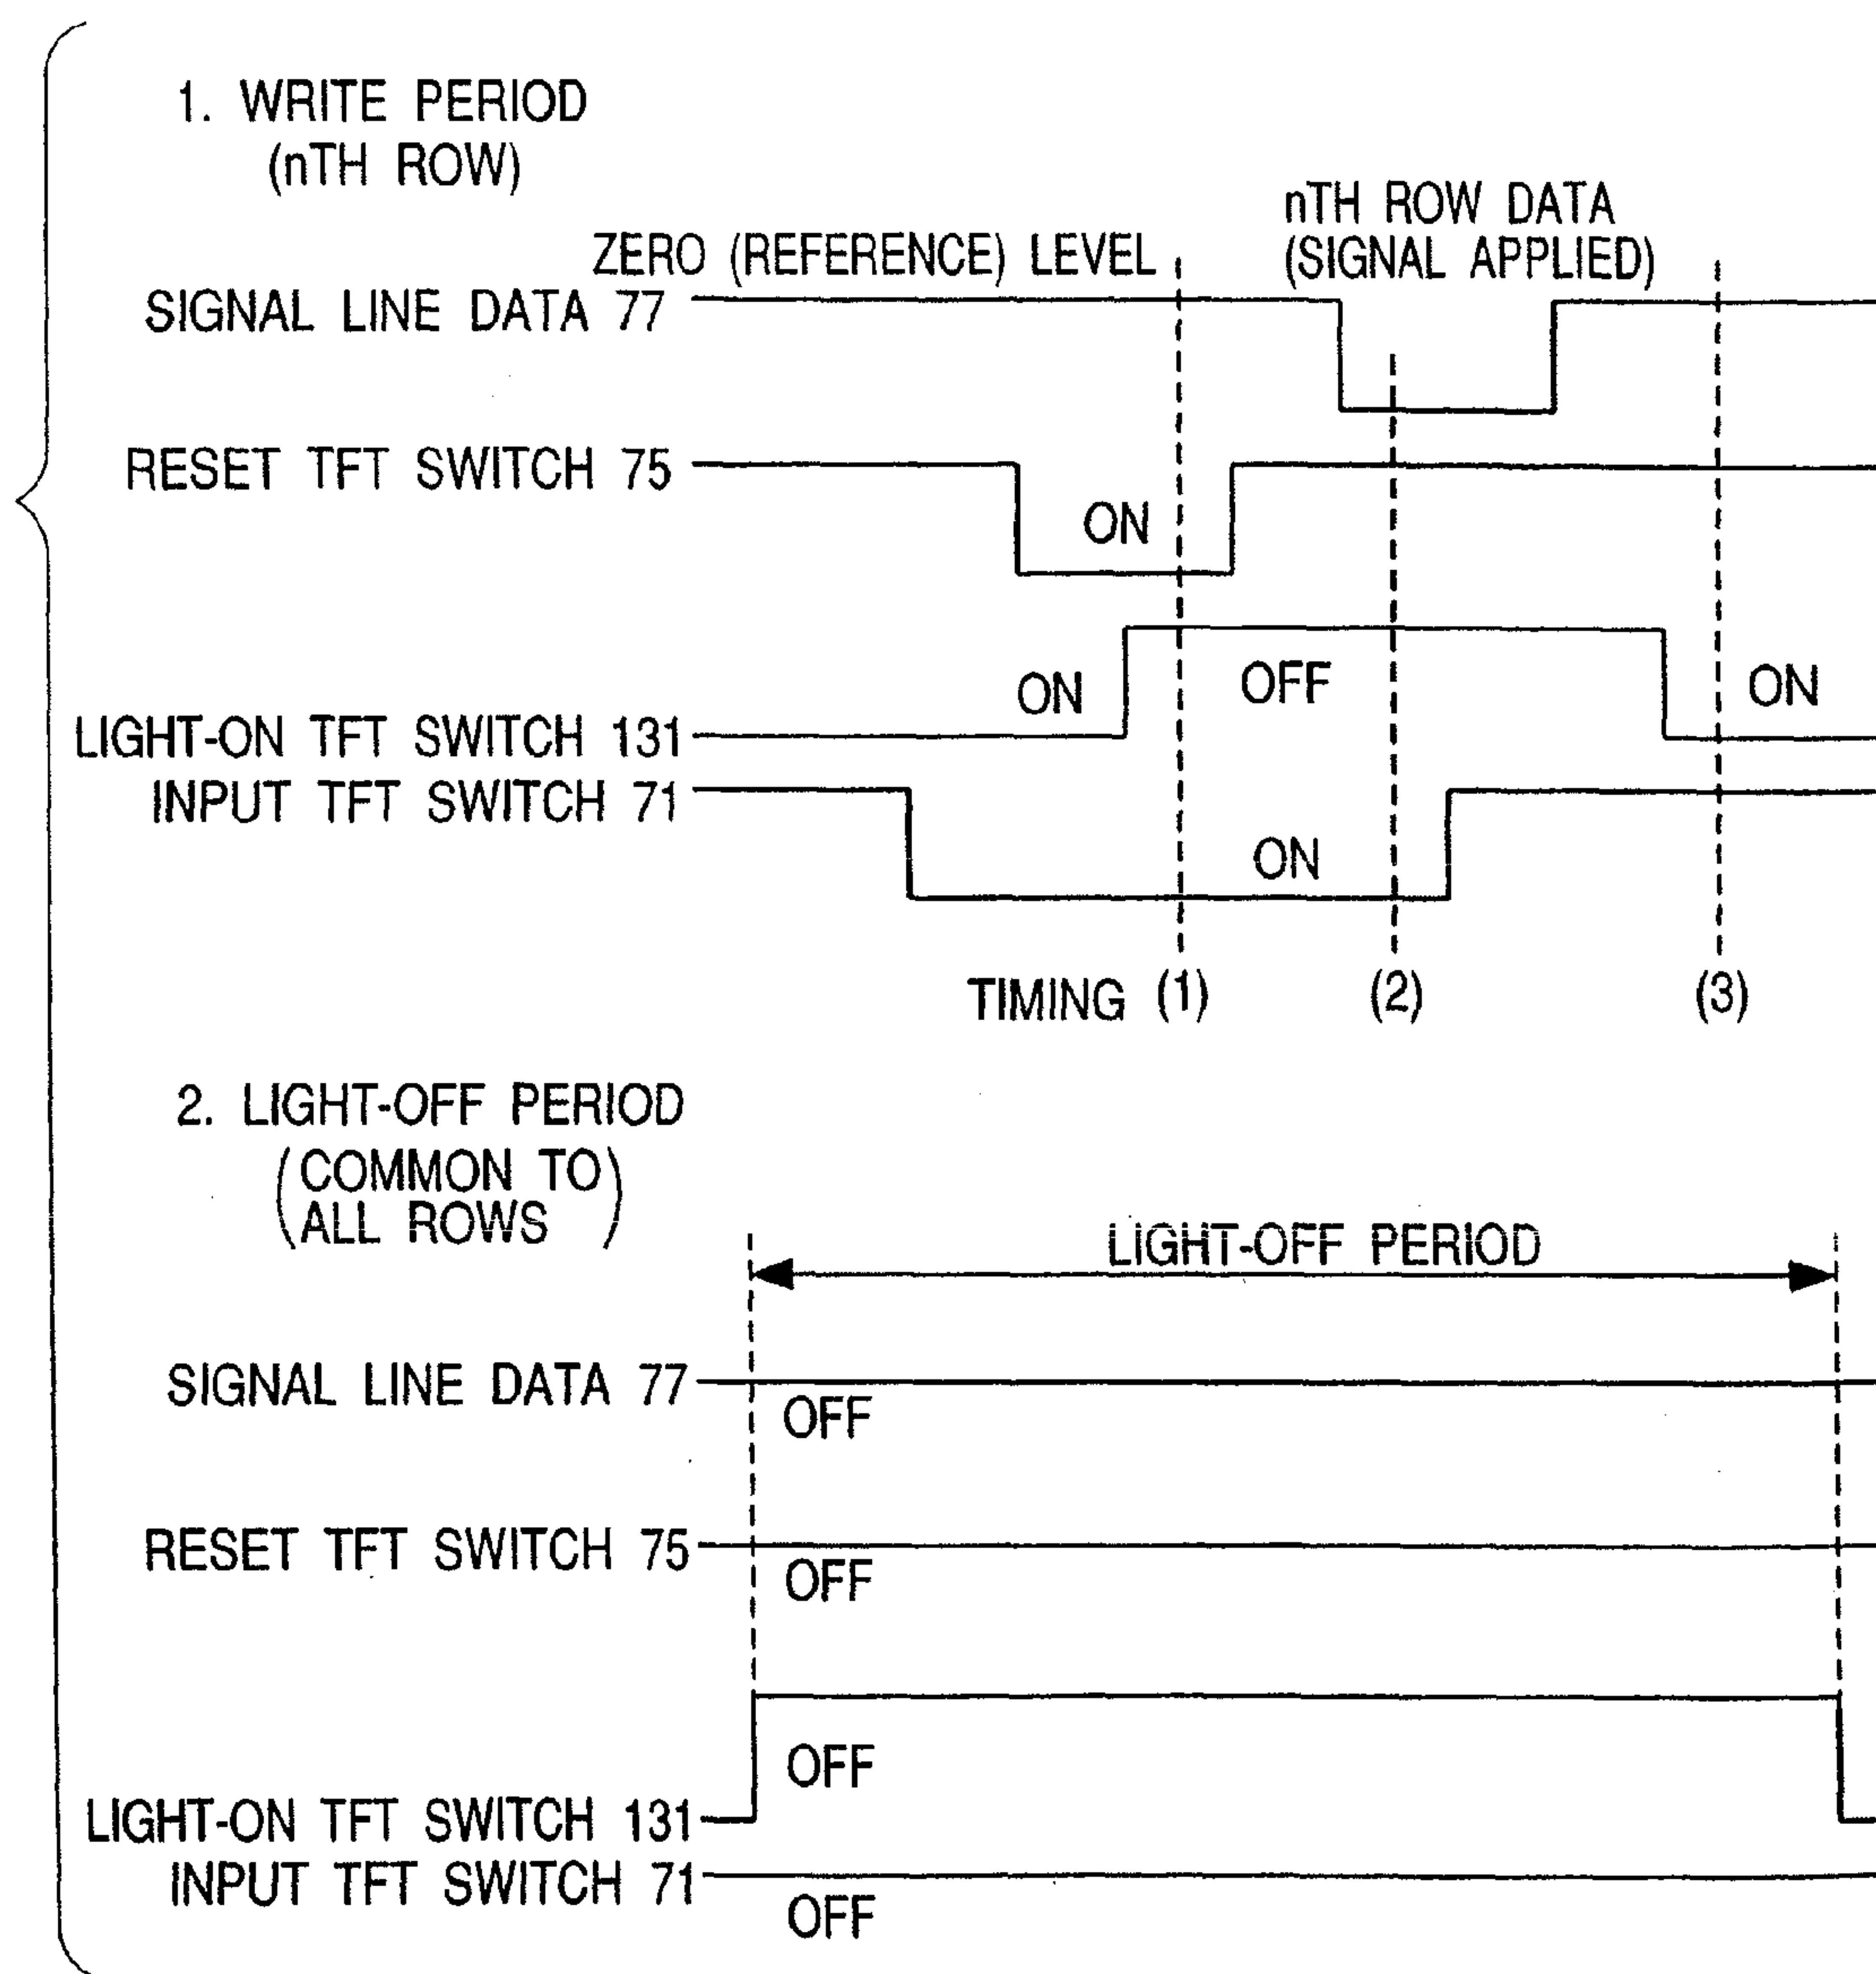 1. WRITE PERIOD
(nTH ROW)
nTH ROW DATA
ZERO (REFERENCE) LEVEL
(SIGNAL APPLIED)
SIGNAL LINE DATA 77
RESET TFT SWITCH 75
ON
ON
OFF
ON
LIGHT-ON TFT SWITCH 131
INPUT TFT SWITCH 71
ON
TIMING (1) (2) (3)
2. LIGHT-OFF PERIOD
(COMMON TO
ALL ROWS)
LIGHT-OFF PERIOD
SIGNAL LINE DATA 77
OFF
RESET TFT SWITCH 75
OFF
OFF
LIGHT-ON TFT SWITCH 131
INPUT TFT SWITCH 71
OFF